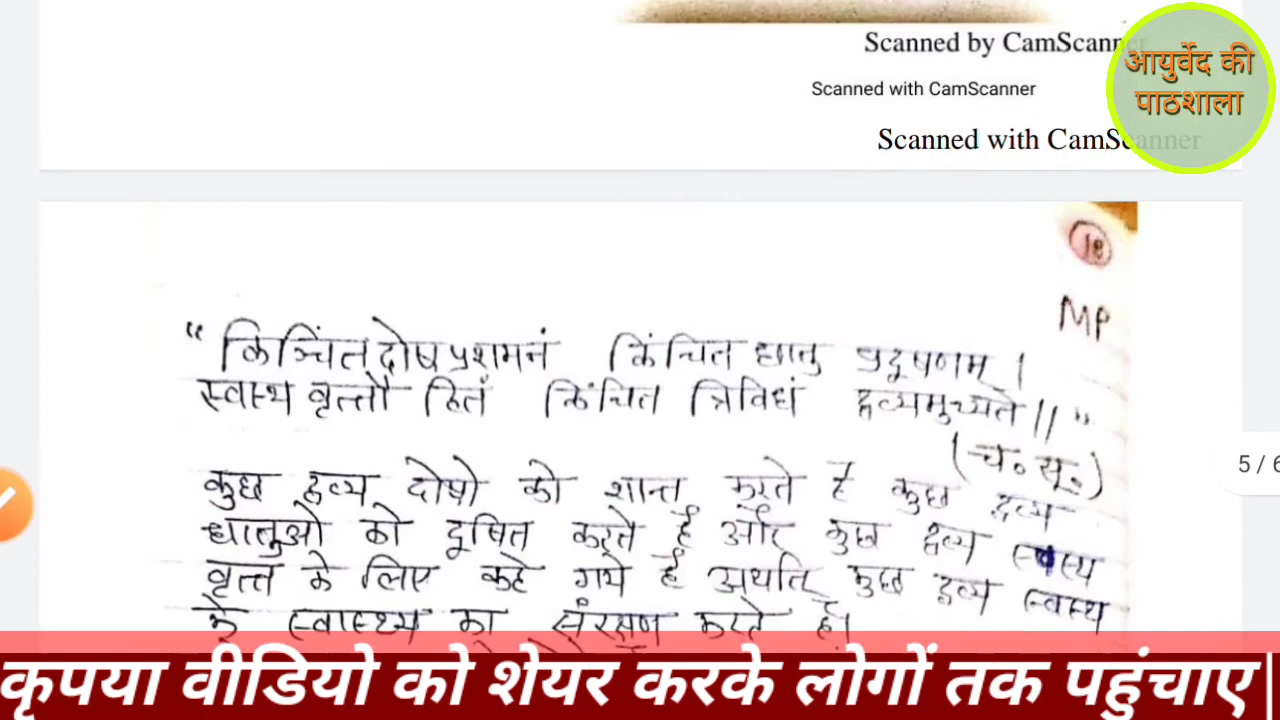 Scanned by CamScanner
Scanned with CamScanner
Scanned with CamScanner
आयुर्वेद की
पाठशाला
18
MP
“ किञ्चिंत दोष प्रशमनं किंचित धातु प्रदूषणम् ।
स्वास्थ वृत्तौ हितं किंचित त्रिविधं द्रव्यमुच्यते ।। ”
(च० सू०)
कुछ द्रव्य दोषो को शान्त करते है कुछ द्रव्य
धातुओ को दूषित करते हैं और कुछ द्रव्य स्वस्थ
वृत्त के लिए कहे गये हैं अर्थात् कुछ द्रव्य स्वस्थ
के स्वास्थ्य का संरक्षण करते हैं।
5 / 6
कृपया वीडियो को शेयर करके लोगों तक पहुंचाए |